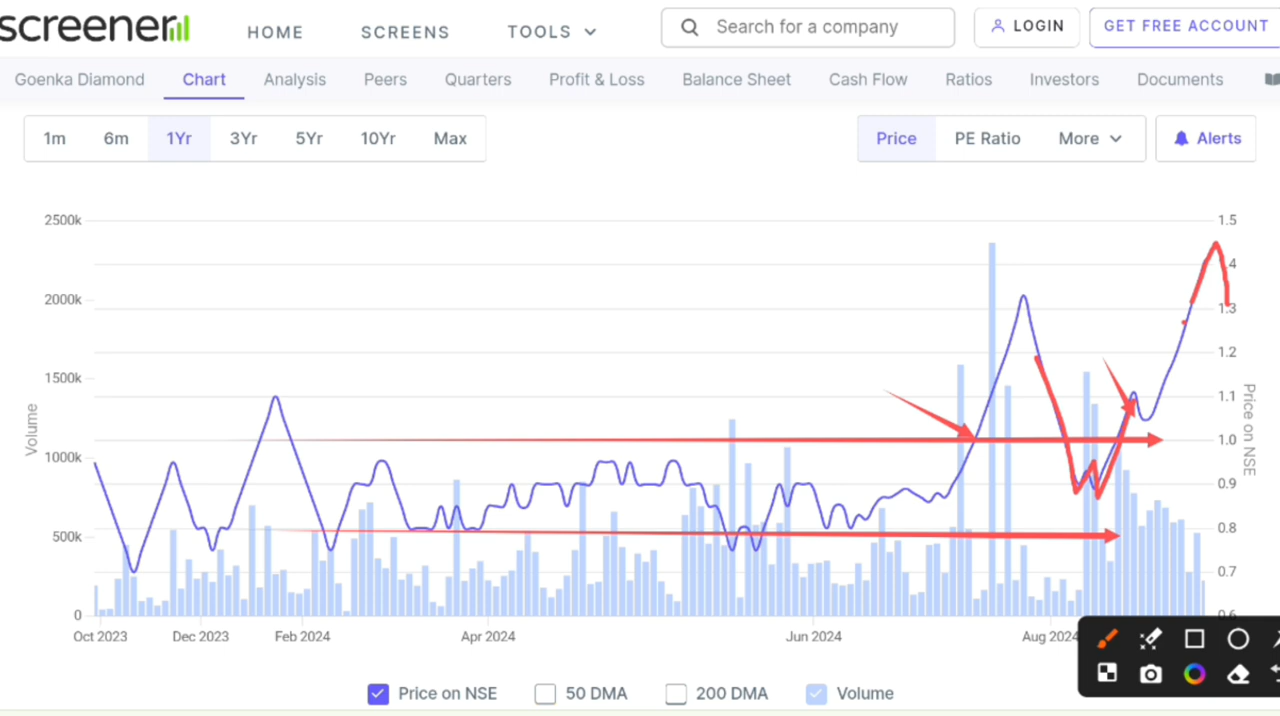 screener
HOME SCREENS TOOLS
Search for a company
LOGIN
GET FREE ACCOUNT
Goenka Diamond Chart Analysis Peers Quarters Profit & Loss Balance Sheet Cash Flow Ratios Investors Documents
1m 6m 1Yr 3Yr 5Yr 10Yr Max
Price PE Ratio More
Alerts
2500k
2000k
1500k
1000k
500k
0
Volume
1.5
.4
1.3
1.2
1.1
1.0
0.9
0.8
0.7
0.6
Price on NSE
Oct 2023 Dec 2023 Feb 2024 Apr 2024 Jun 2024 Aug 2024
Price on NSE 50 DMA 200 DMA Volume